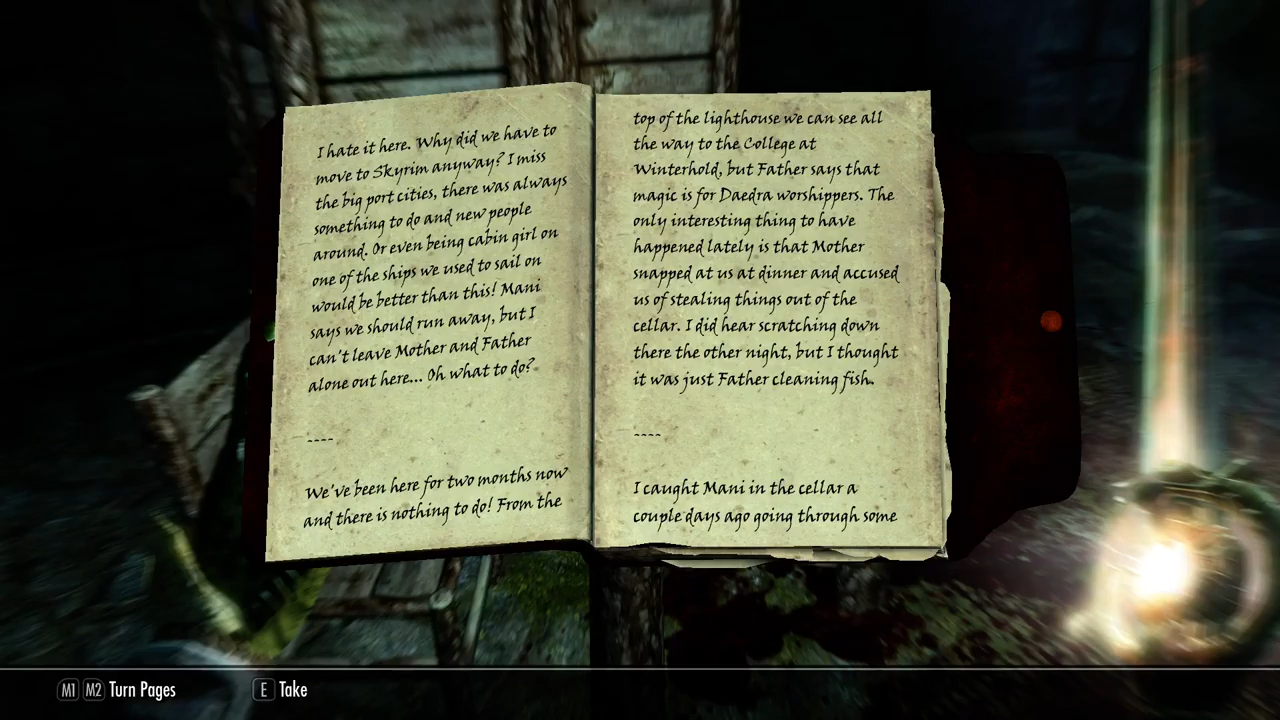 I hate it here. Why did we have to
move to Skyrim anyway? I miss
the big port cities, there was always
something to do and new people
around. Or even being cabin girl on
one of the ships we used to sail on
would be better than this! Mani
says we should run away, but I
can't leave Mother and Father
alone out here... Oh what to do?
~~~~
We've been here for two months now
and there is nothing to do! From the
top of the lighthouse we can see all
the way to the College at
Winterhold, but Father says that
magic is for Daedra worshippers. The
only interesting thing to have
happened lately is that Mother
snapped at us at dinner and accused
us of stealing things out of the
cellar. I did hear scratching down
there the other night, but I thought
it was just Father cleaning fish.
~~~~
I caught Mani in the cellar a
couple days ago going through some
M1 M2 Turn Pages
E Take